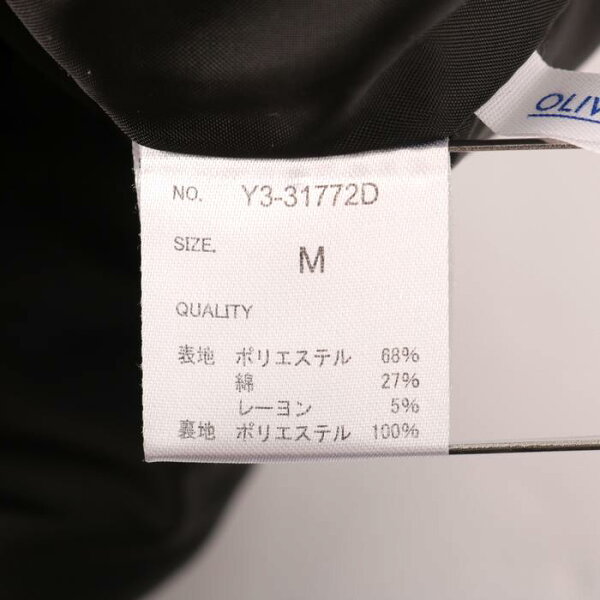 NO. Y3-31772D
SIZE. M
QUALITY
表地 ポリエステル 68%
綿 27%
レーヨン 5%
裏地 ポリエステル 100%